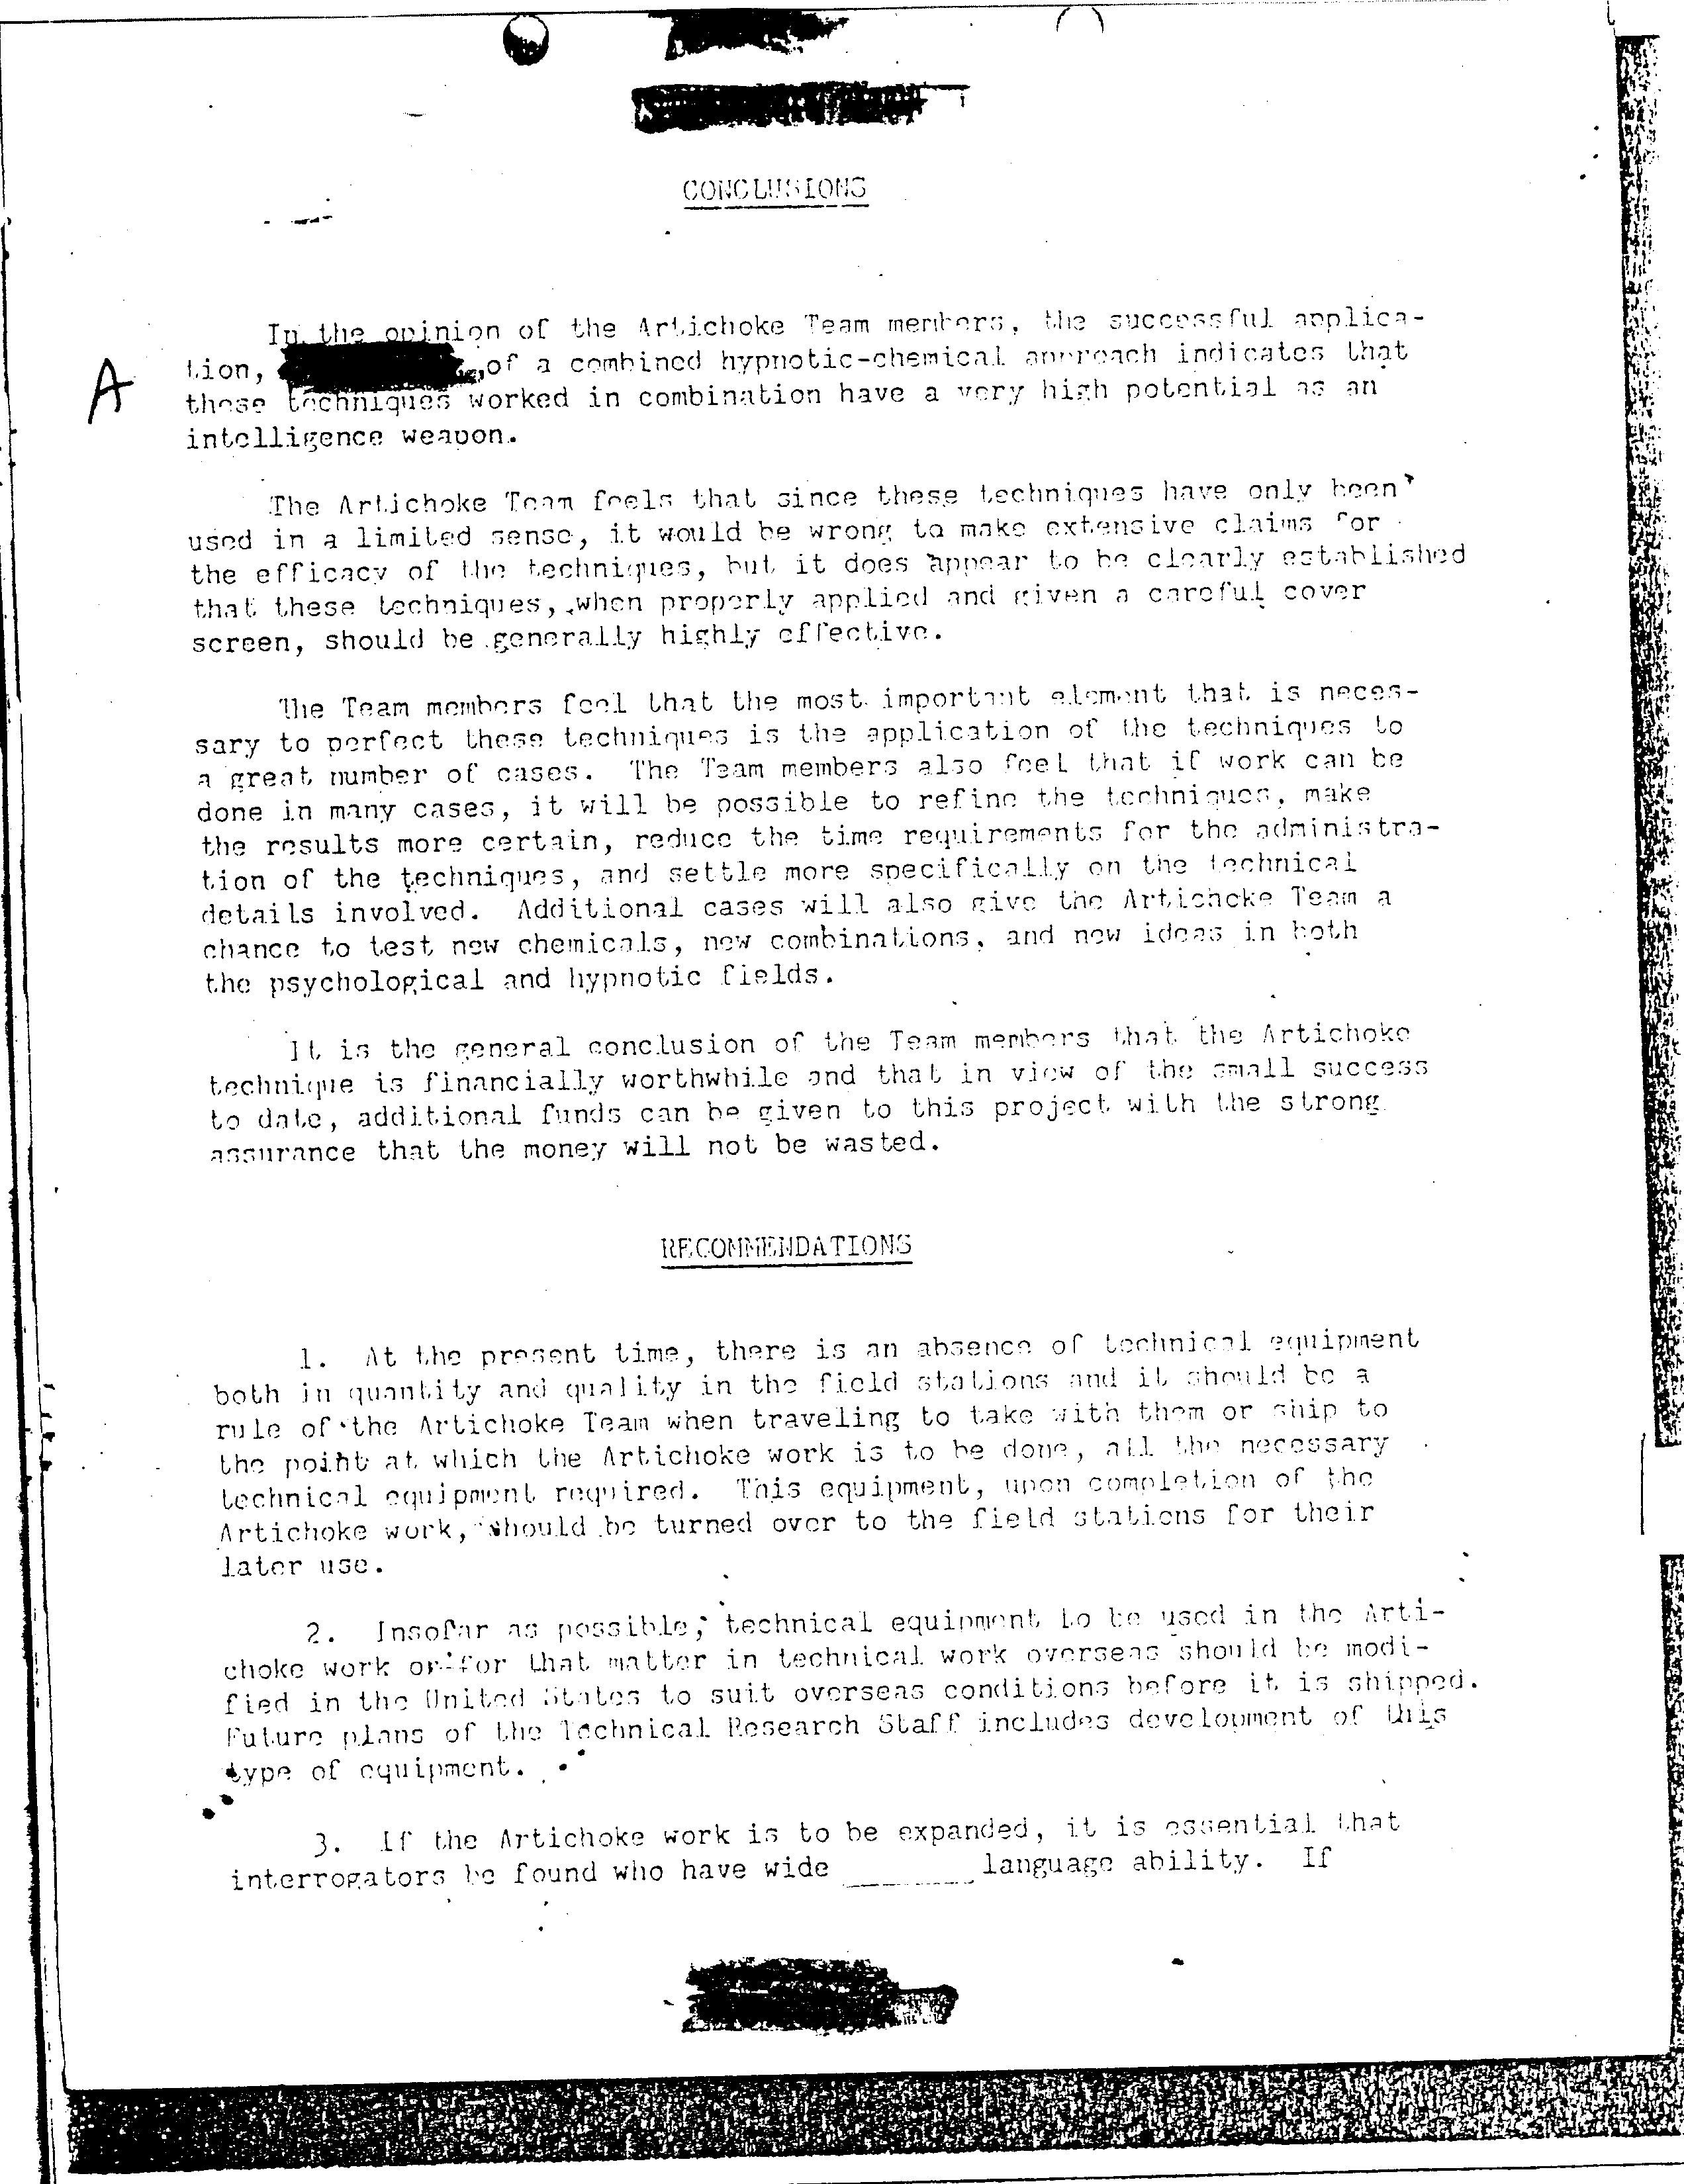 CONCLUSIONS
In the opinion of the Artichoke Team members, the successful applica-
tion, of a combined hypnotic-chemical approach indicates that
A
these techniques worked in combination have a very high potential as an
intelligence weapon.
The Artichoke Team feels that since these techniques have only been
used in a limited sense, it would be wrong to make extensive claims for
the efficacy of the techniques, but it does appear to be clearly established
that these techniques, when properly applied and given a careful cover
screen, should be generally highly effective.
The Team members feel that the most important element that is neces-
sary to perfect these techniques is the application of the techniques to
a great number of cases. The Team members also feel that if work can be
done in many cases, it will be possible to refine the techniques, make
the results more certain, reduce the time requirements for the administra-
tion of the techniques, and settle more specifically on the technical
details involved. Additional cases will also give the Artichoke Team a
chance to test new chemicals, new combinations, and new ideas in both
the psychological and hypnotic fields.
It is the general conclusion of the Team members that the Artichoke
technique is financially worthwhile and that in view of the small success
to date, additional funds can be given to this project with the strong
assurance that the money will not be wasted.
RECOMMENDATIONS
1. At the present time, there is an absence of technical equipment
both in quantity and quality in the field stations and it should be a
rule of the Artichoke Team when traveling to take with them or ship to
the point at which the Artichoke work is to be done, all the necessary
technical equipment required. This equipment, upon completion of the
Artichoke work, should be turned over to the field stations for their
later use.
2. Insofar as possible, technical equipment to be used in the Arti-
choke work or for that matter in technical work overseas should be modi-
fied in the United States to suit overseas conditions before it is shipped.
Future plans of the Technical Research Staff includes development of this
type of equipment.
3. If the Artichoke work is to be expanded, it is essential that
interrogators be found who have wide ________ language ability. If